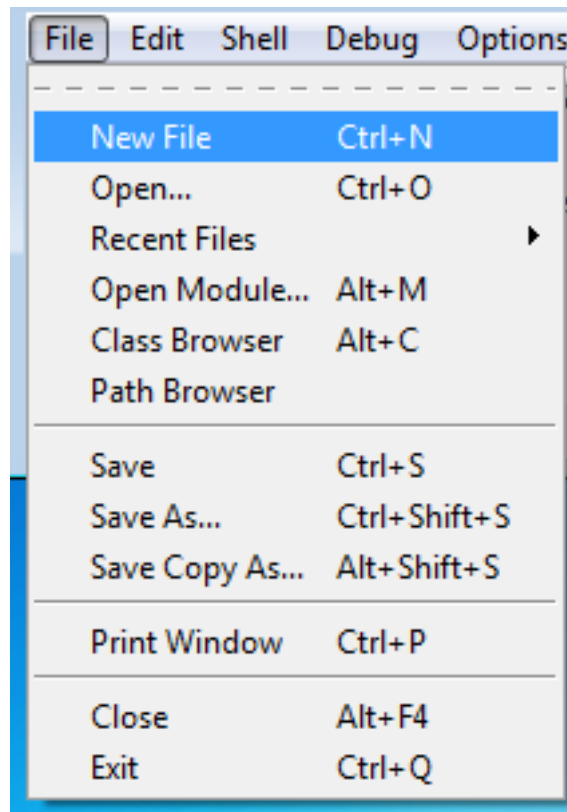 File Edit Shell Debug Options
New File Ctrl+N
Open... Ctrl+O
Recent Files
Open Module... Alt+M
Class Browser Alt+C
Path Browser
Save Ctrl+S
Save As... Ctrl+Shift+S
Save Copy As... Alt+Shift+S
Print Window Ctrl+P
Close Alt+F4
Exit Ctrl+Q